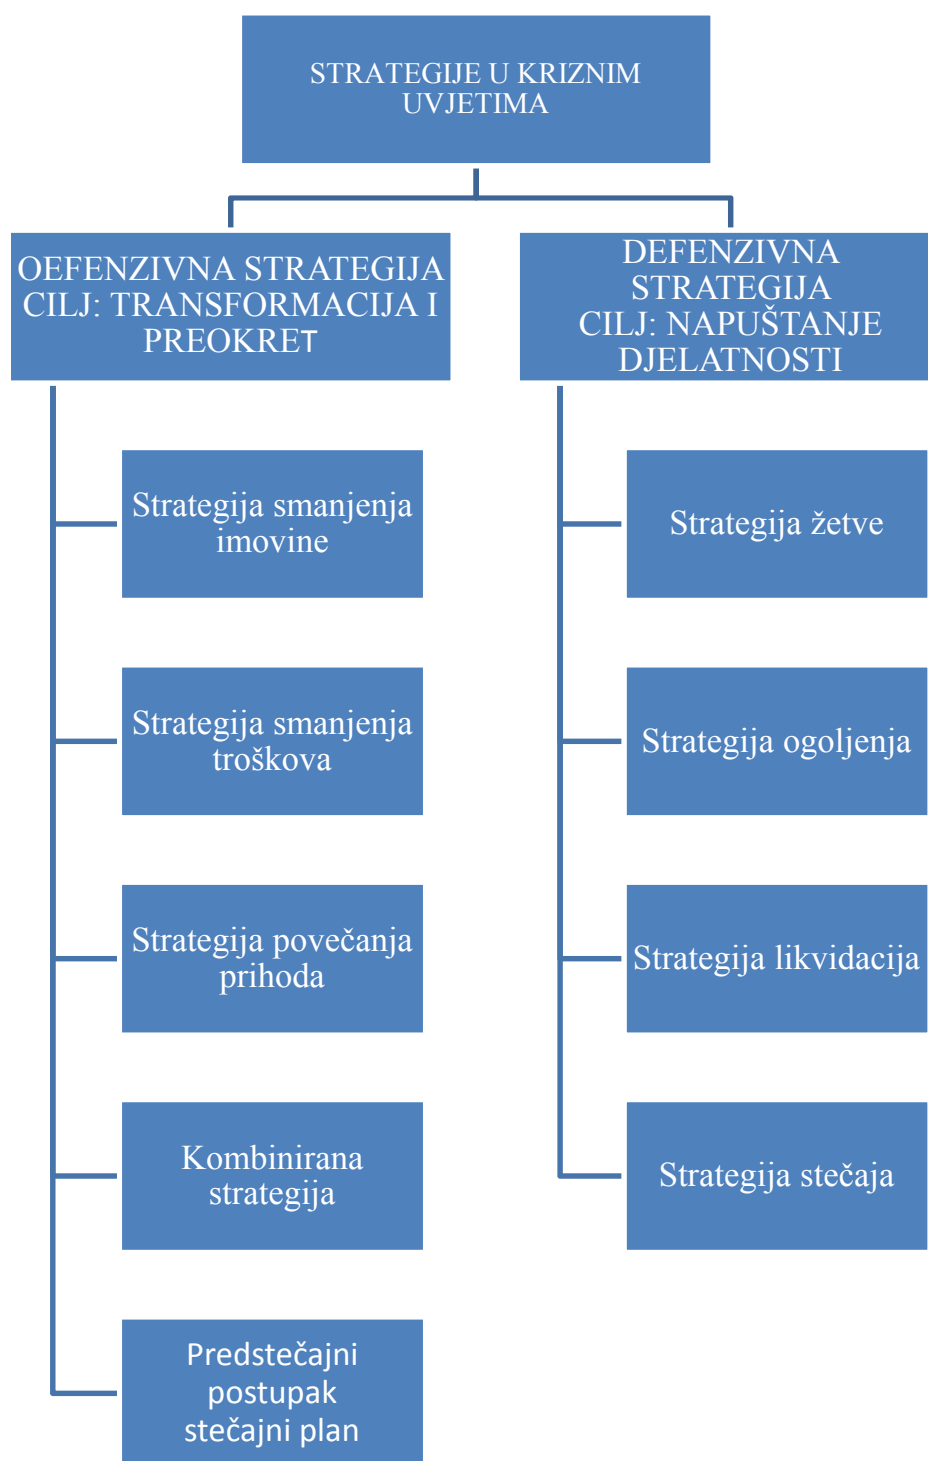 STRATEGIJE U KRIZNIM
UVJETIMA
OEFENZIVNA STRATEGIJA
CILJ: TRANSFORMACIJA I
PREOKRET
DEFENZIVNA
STRATEGIJA
CILJ: NAPUŠTANJE
DJELATNOSTI
Strategija smanjenja
imovine
Strategija žetve
Strategija smanjenja
troškova
Strategija ogoljenja
Strategija povečanja
prihoda
Strategija likvidacija
Kombinirana
strategija
Strategija stečaja
Predstečajni
postupak
stečajni plan